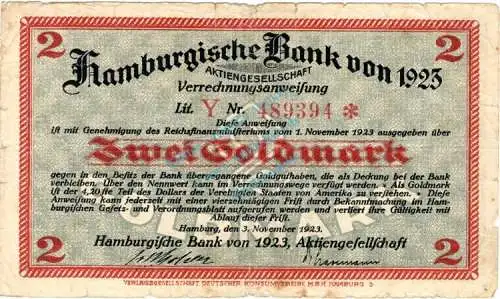 2 2
Hamburgische Bank von 1923
AKTIENGESELLSCHAFT
Verrechnungsanweisung
Lit. Y Nr. 489394 *
Diese Anweisung
ist mit Genehmigung des Reichsfinanzministeriums vom 1. November 1923 ausgegeben über
Zwei Goldmark
gegen in den Besitz der Bank übergegangene Goldguthaben, die als Deckung bei der Bank
verbleiben. Über den Nennwert kann im Verrechnungswege verfügt werden. * Als Goldmark
ist der 4,20ste Teil des Dollars der Vereinigten Staaten von Amerika zu verstehen. * Diese
Anweisung kann jederzeit mit einer vierzehntägigen Frist durch Bekanntmachung im Ham-
burgischen Gesetz- und Verordnungsblatt aufgerufen werden und verliert ihre Gültigkeit mit
Ablauf dieser Frist.
Hamburg, den 3. November 1923.
2 Hamburgische Bank von 1923, Aktiengesellschaft 2
VERLAGSGESELLSCHAFT DEUTSCHER KONSUMVEREINE M.B.H. HAMBURG 5